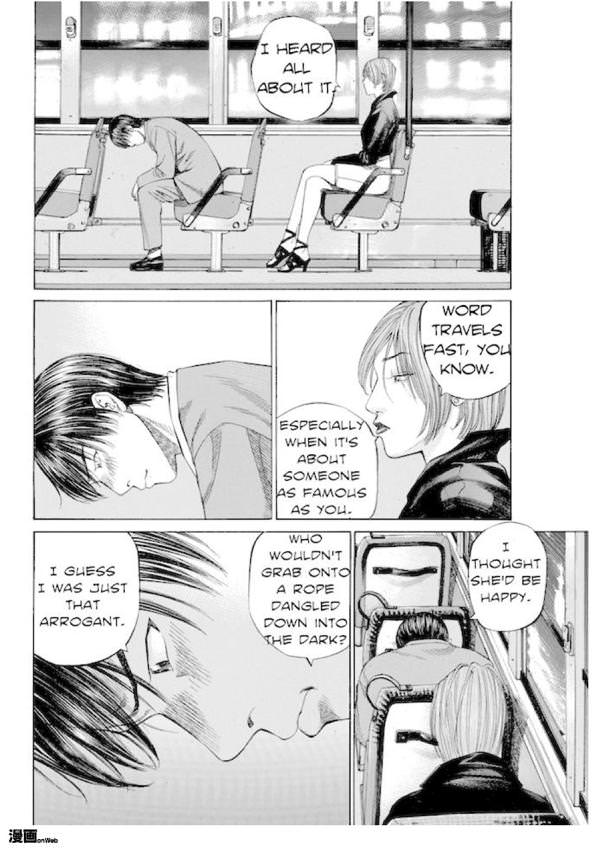 I HEARD
ALL
ABOUT IT.
WORD
TRAVELS
FAST, YOU
KNOW.
ESPECIALLY
WHEN IT'S
ABOUT
SOMEONE
AS FAMOUS
AS YOU.
I
THOUGHT
SHE'D BE
HAPPY.
WHO
WOULDN'T
GRAB ONTO
A ROPE
DANGLED
DOWN INTO
THE DARK?
I GUESS
I WAS JUST
THAT
ARROGANT.
漫画 on Web